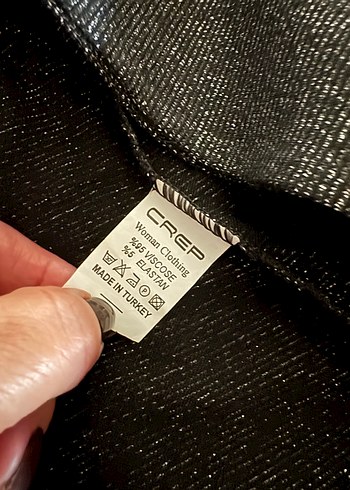 CREP
Woman Clothing
%95 VISCOSE
%5 ELASTAN
P
MADE IN TURKEY